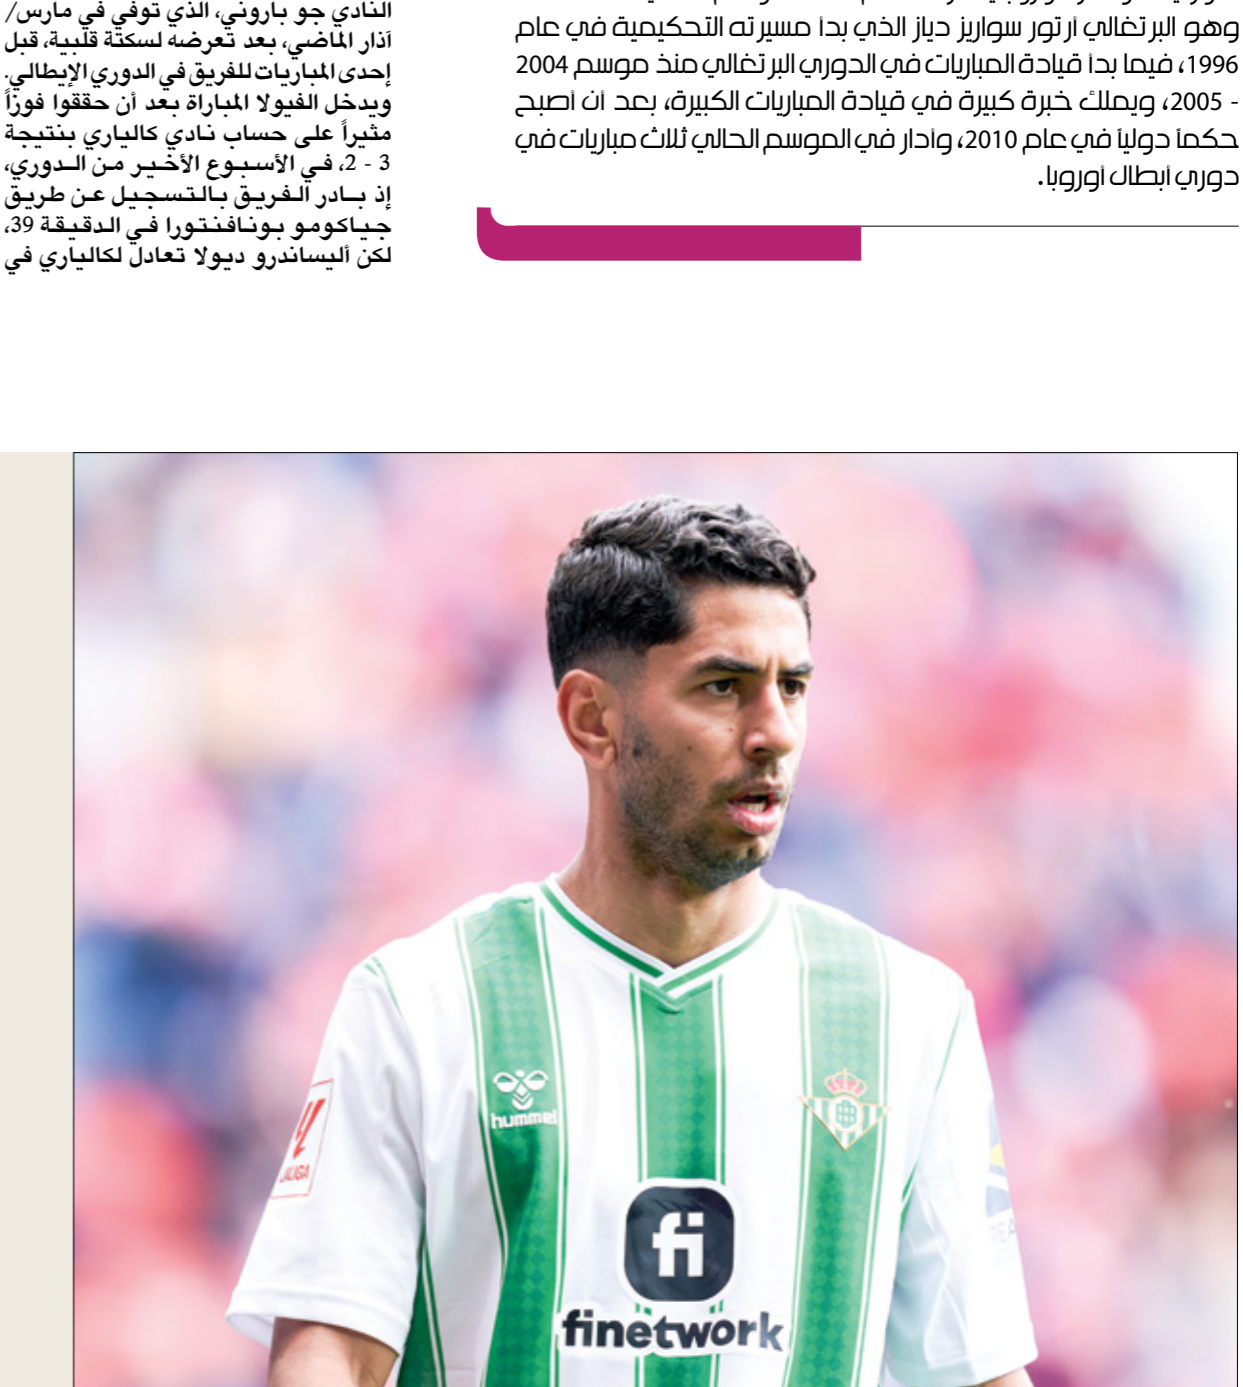 وهو البرتغالي أرتور سواريز دياز الذي بدأ مسيرته التحكيمية في عام
1996، فيما بدأ قيادة المباريات في الدوري البرتغالي منذ موسم 2004
- 2005، ويملك خبرة كبيرة في قيادة المباريات الكبيرة، بعد أن أصبح
حكماً دولياً في عام 2010، وأدار في الموسم الحالي ثلاث مباريات في
دوري أبطال أوروبا.
النادي جو باروني، الذي توفي في مارس/
آذار الماضي، بعد تعرضه لسكتة قلبية، قبل
إحدى المباريات للفريق في الدوري الإيطالي.
ويدخل الفيولا المباراة بعد أن حققوا فوزاً
مثيراً على حساب نادي كالياري بنتيجة
3 - 2، في الأسبوع الأخير من الدوري،
إذ بادر الفريق بالتسجيل عن طريق
جياكومو بونافنتورا في الدقيقة 39،
لكن أليساندرو ديولا تعادل لكالياري في
hummel
LALIGA
fi
finetwork